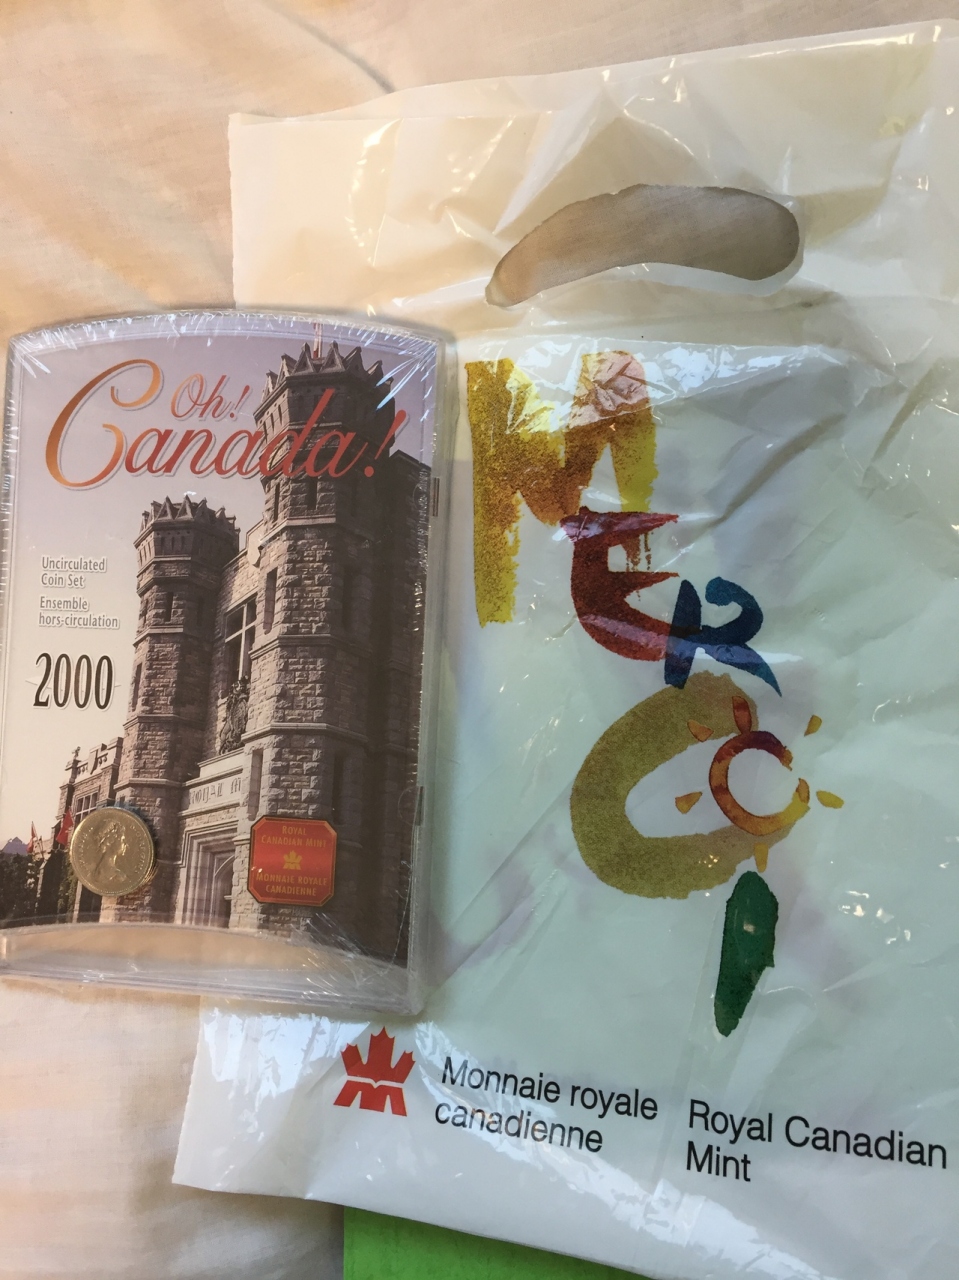 Oh!
Canada!
Uncirculated
Coin Set
Ensemble
hors-circulation
2000
ROYAL
CANADIAN MINT
MONNAIE ROYALE
CANADIENNE
MERCI
Monnaie royale
canadienne
Royal Canadian
Mint